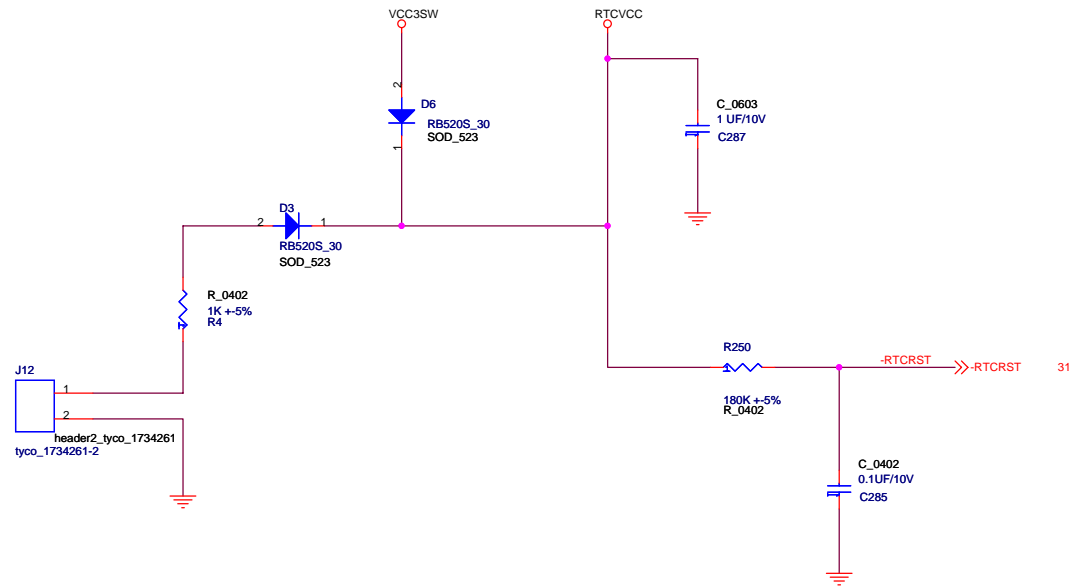 VCC3SW
RTCVCC
2
D6
RB520S_30
SOD_523
1
C_0603
1 UF/10V
C287
D3
2
1
RB520S_30
SOD_523
R_0402
1K +-5%
R4
1
J12
1
2
header2_tyco_1734261
tyco_1734261-2
R250
1
180K +-5%
R_0402
-RTCRST
-RTCRST
31
C_0402
0.1UF/10V
C285